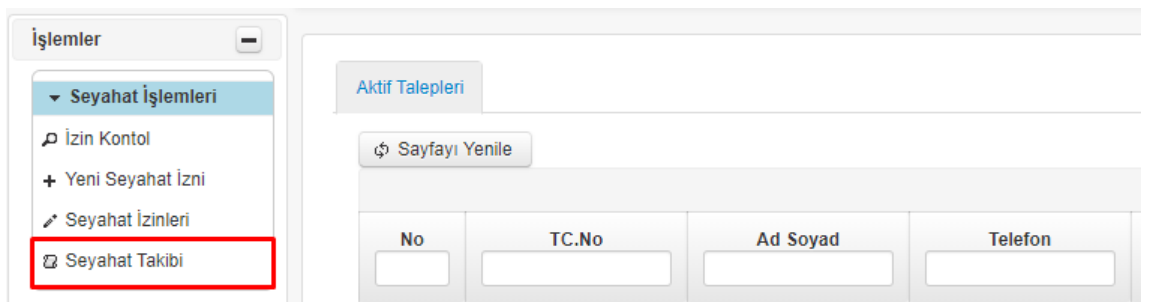 İşlemler
Seyahat İşlemleri
İzin Kontol
Yeni Seyahat İzni
Seyahat İzinleri
Seyahat Takibi
Aktif Talepleri
Sayfayı Yenile
No TC.No Ad Soyad Telefon